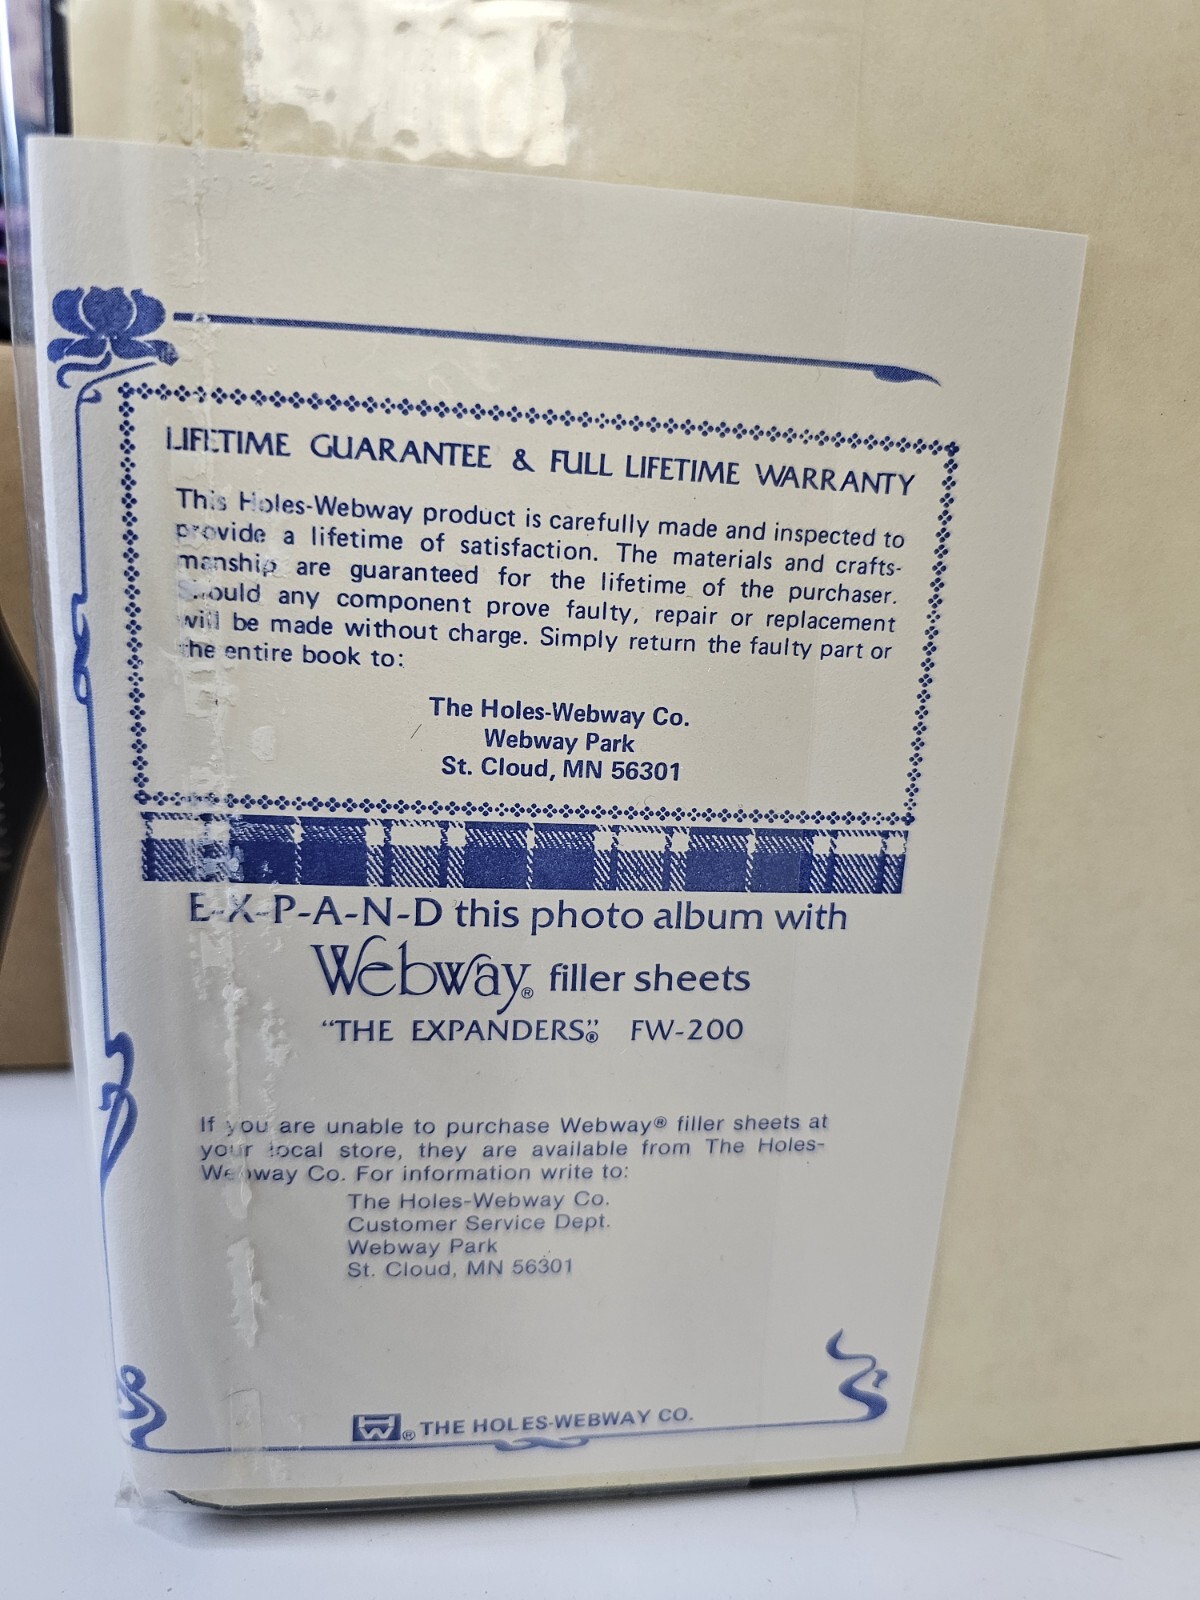 LIFETIME GUARANTEE & FULL LIFETIME WARRANTY
This Holes-Webway product is carefully made and inspected to
provide a lifetime of satisfaction. The materials and crafts-
manship are guaranteed for the lifetime of the purchaser.
Should any component prove faulty, repair or replacement
will be made without charge. Simply return the faulty part or
the entire book to:
The Holes-Webway Co.
Webway Park
St. Cloud, MN 56301
E-X-P-A-N-D this photo album with
Webway® filler sheets
“THE EXPANDERS”® FW-200
If you are unable to purchase Webway® filler sheets at
your local store, they are available from The Holes-
Webway Co. For information write to:
The Holes-Webway Co.
Customer Service Dept.
Webway Park
St. Cloud, MN 56301
HW® THE HOLES-WEBWAY CO.